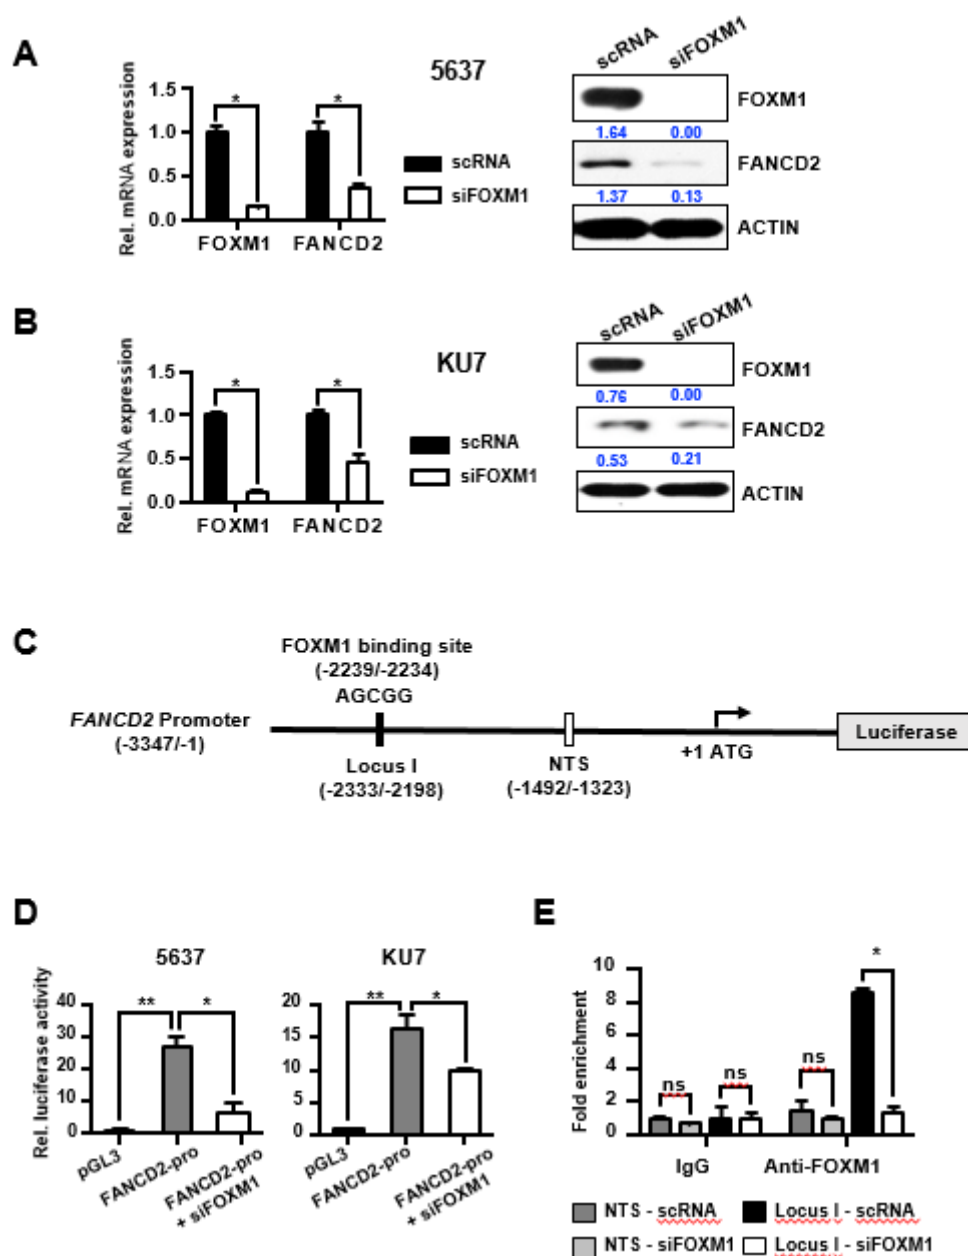 A
5637
scRNA
siFOXM1
Rel. mRNA expression
1.5
1.0
0.5
0.0
*
*
FOXM1
FANCD2
scRNA
siFOXM1
FOXM1
1.64
0.00
FANCD2
1.37
0.13
ACTIN
B
KU7
scRNA
siFOXM1
Rel. mRNA expression
1.5
1.0
0.5
0.0
*
*
FOXM1
FANCD2
scRNA
siFOXM1
FOXM1
0.76
0.00
FANCD2
0.53
0.21
ACTIN
C
FOXM1 binding site
(-2239/-2234)
AGCGG
FANCD2 Promoter
(-3347/-1)
Locus I
(-2333/-2198)
NTS
(-1492/-1323)
+1 ATG
Luciferase
D
5637
Rel. luciferase activity
40
30
20
10
0
**
*
pGL3
FANCD2-pro
FANCD2-pro
+ siFOXM1
KU7
20
15
10
5
0
**
*
pGL3
FANCD2-pro
FANCD2-pro
+ siFOXM1
E
Fold enrichment
10
8
6
4
2
0
ns
ns
ns
*
IgG
Anti-FOXM1
NTS - scRNA
Locus I - scRNA
NTS - siFOXM1
Locus I - siFOXM1